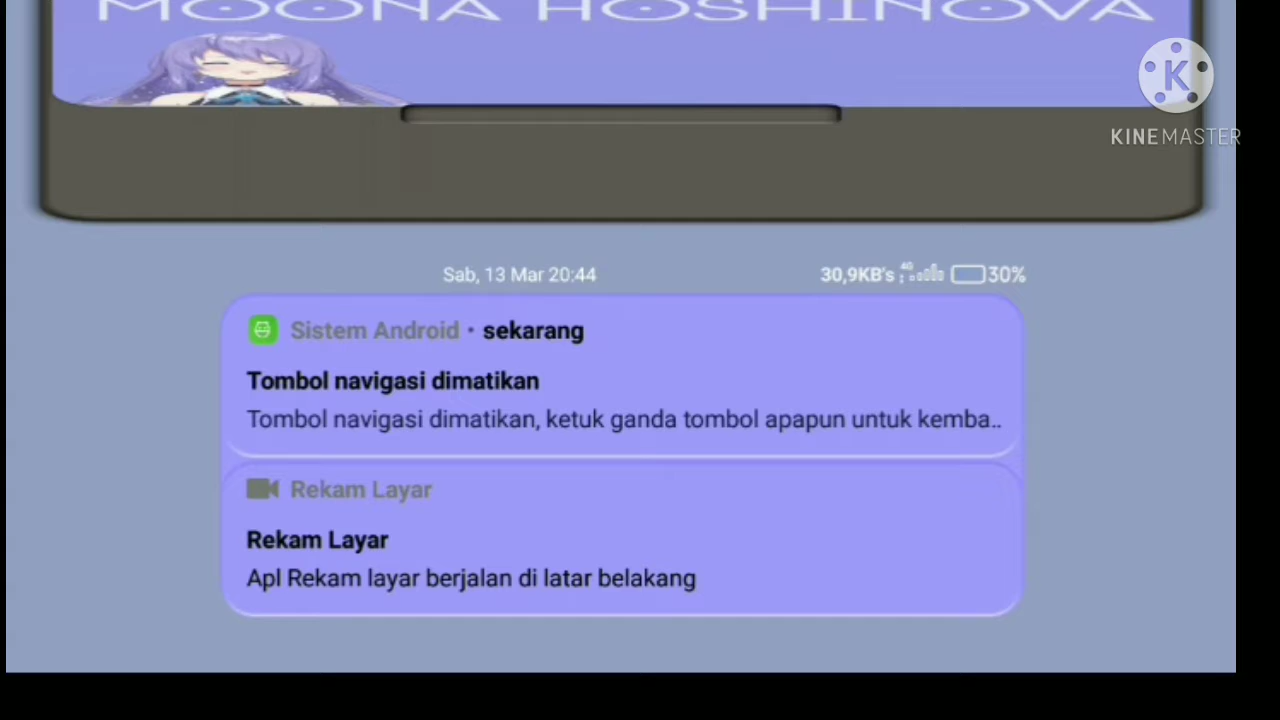 MOONA HOSHINOVA
K
KINEMASTER
Sab, 13 Mar 20:44
30,9KB's 4G 30%
Sistem Android • sekarang
Tombol navigasi dimatikan
Tombol navigasi dimatikan, ketuk ganda tombol apapun untuk kemba..
Rekam Layar
Rekam Layar
Apl Rekam layar berjalan di latar belakang